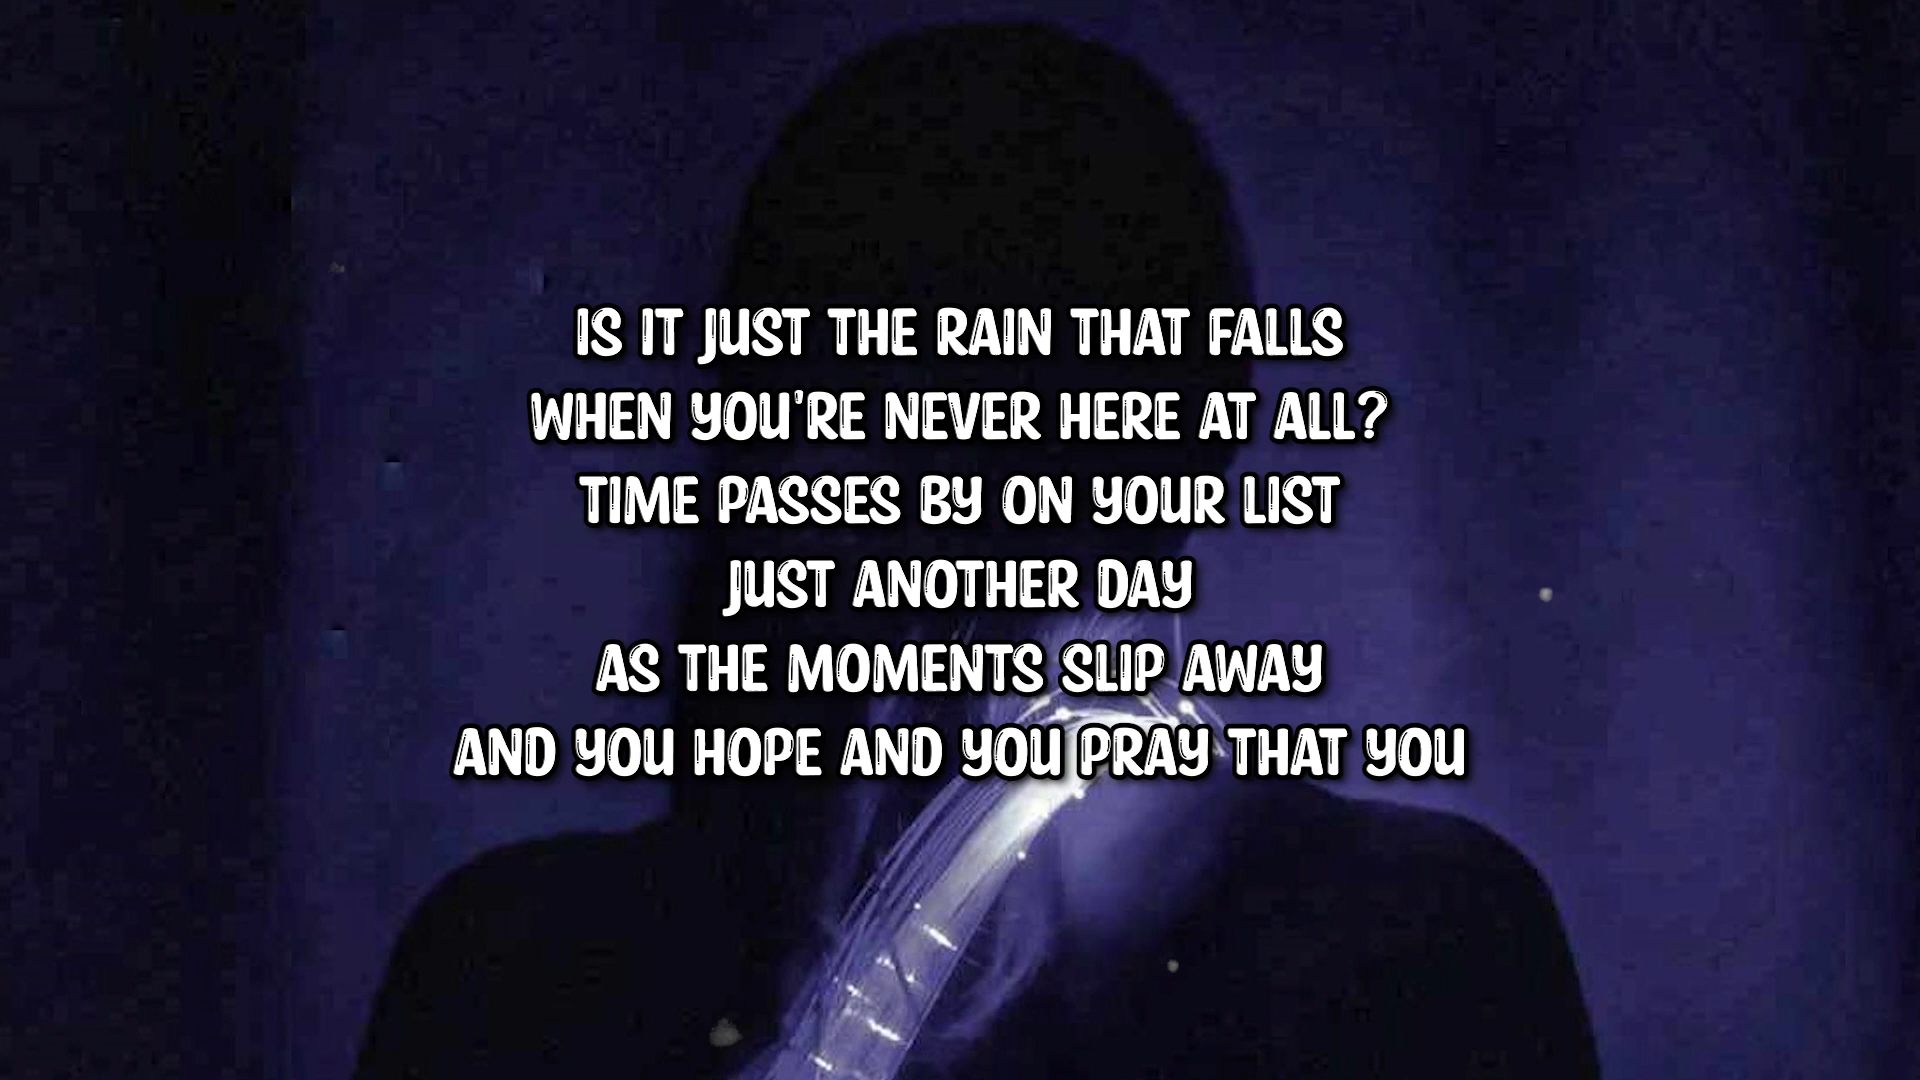 IS IT JUST THE RAIN THAT FALLS
WHEN YOU'RE NEVER HERE AT ALL?
TIME PASSES BY ON YOUR LIST
JUST ANOTHER DAY
AS THE MOMENTS SLIP AWAY
AND YOU HOPE AND YOU PRAY THAT YOU